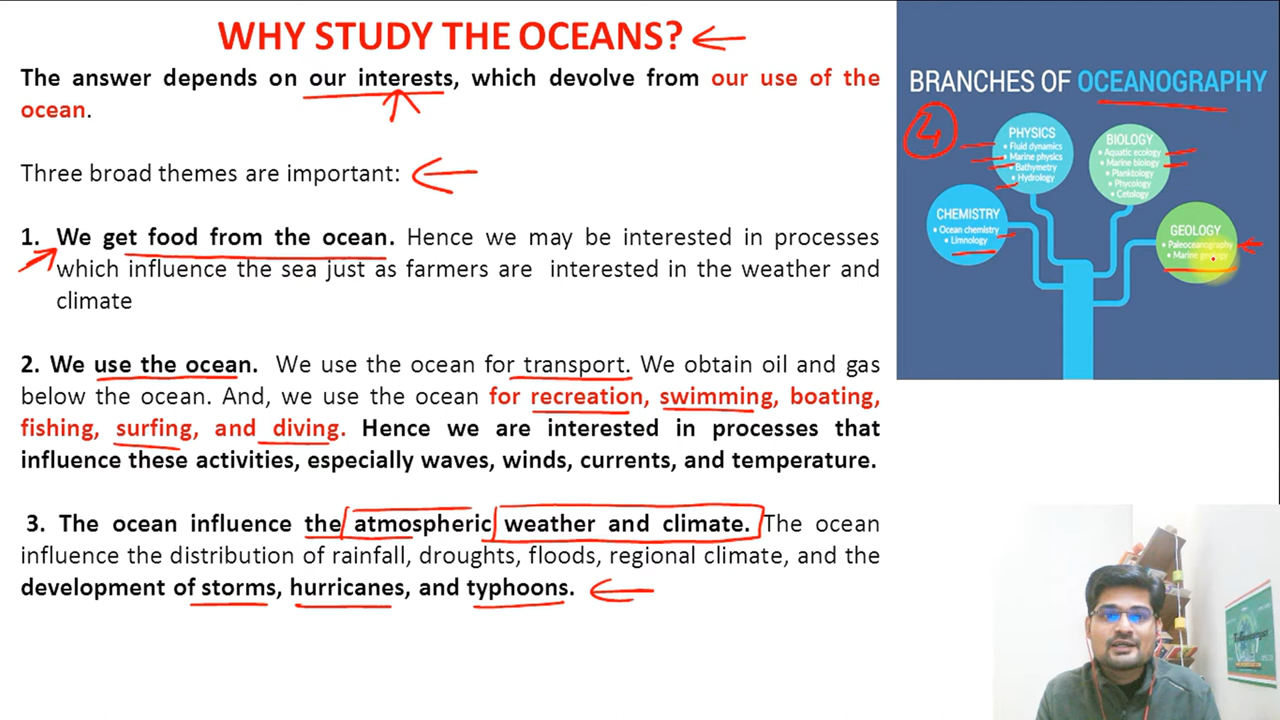 WHY STUDY THE OCEANS?
The answer depends on our interests, which devolve from our use of the
ocean.
Three broad themes are important:
1. We get food from the ocean. Hence we may be interested in processes
which influence the sea just as farmers are interested in the weather and
climate
2. We use the ocean. We use the ocean for transport. We obtain oil and gas
below the ocean. And, we use the ocean for recreation, swimming, boating,
fishing, surfing, and diving. Hence we are interested in processes that
influence these activities, especially waves, winds, currents, and temperature.
3. The ocean influence the atmospheric weather and climate. The ocean
influence the distribution of rainfall, droughts, floods, regional climate, and the
development of storms, hurricanes, and typhoons.
BRANCHES OF OCEANOGRAPHY
4
PHYSICS
• Fluid dynamics
• Marine physics
• Bathymetry
• Hydrology
BIOLOGY
• Aquatic ecology
• Marine biology
• Planktology
• Phycology
• Cetology
CHEMISTRY
• Ocean chemistry
• Limnology
GEOLOGY
• Paleoceanography
• Marine geology